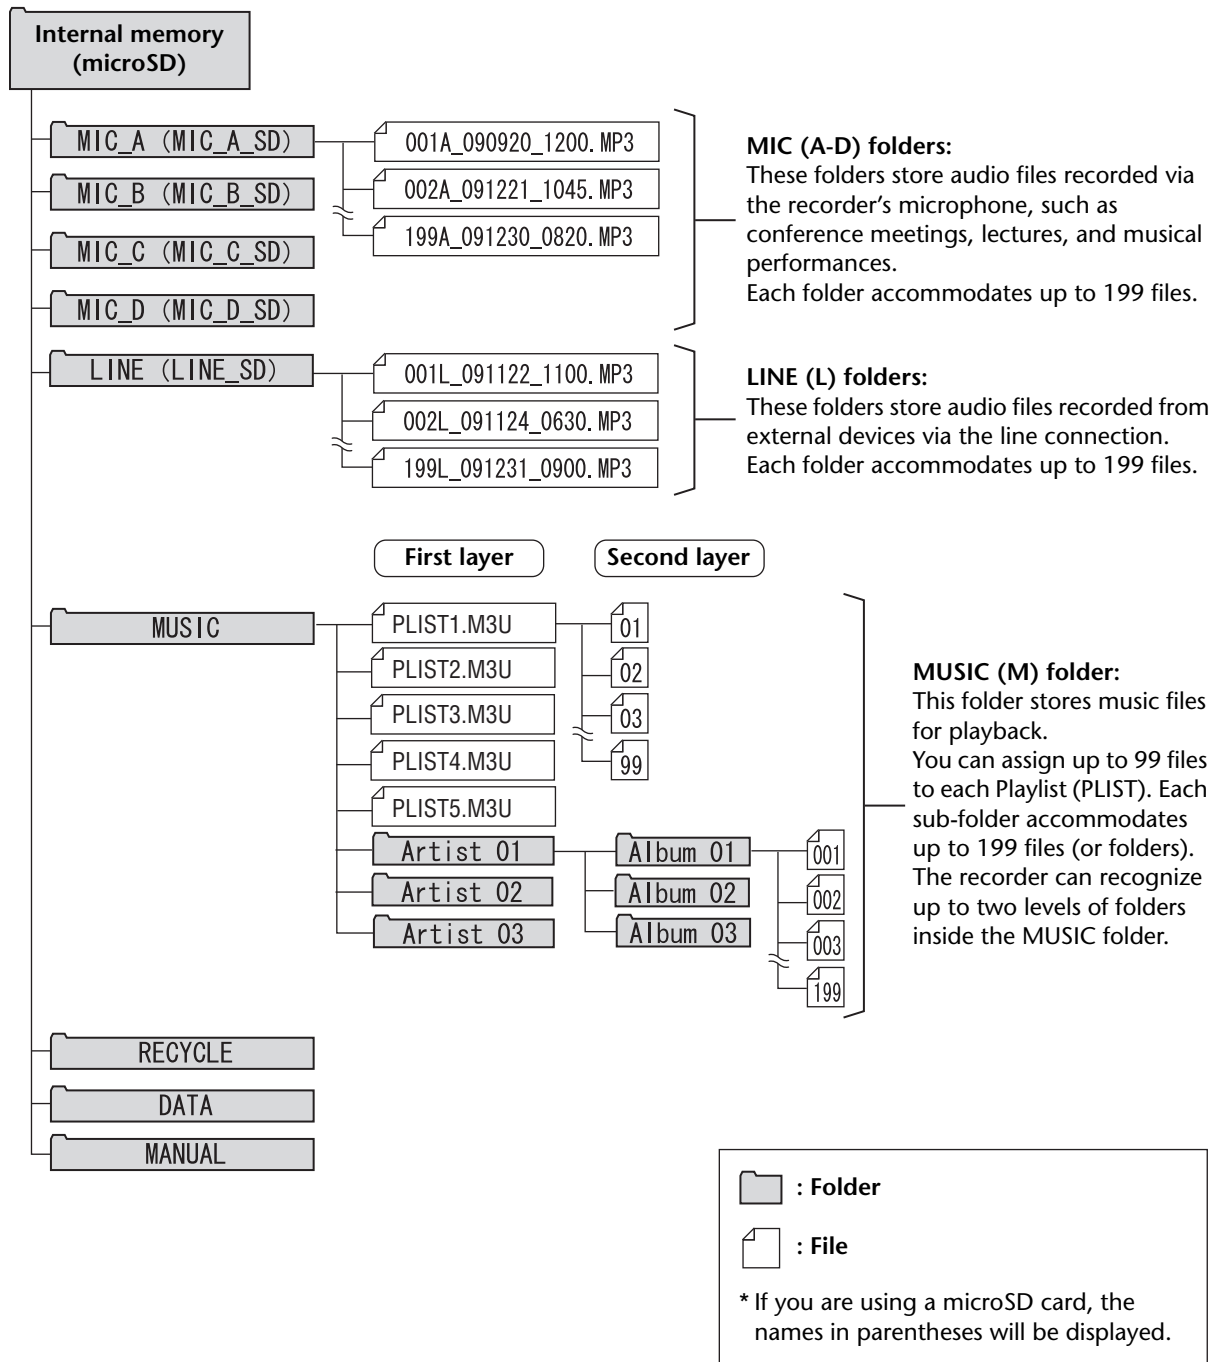 Internal memory
(microSD)
MIC_A (MIC_A_SD)
001A_090920_1200.MP3
MIC_B (MIC_B_SD)
002A_091221_1045.MP3
MIC_C (MIC_C_SD)
199A_091230_0820.MP3
MIC_D (MIC_D_SD)
MIC (A-D) folders:
These folders store audio files recorded via
the recorder's microphone, such as
conference meetings, lectures, and musical
performances.
Each folder accommodates up to 199 files.
LINE (LINE_SD)
001L_091122_1100.MP3
002L_091124_0630.MP3
199L_091231_0900.MP3
LINE (L) folders:
These folders store audio files recorded from
external devices via the line connection.
Each folder accommodates up to 199 files.
First layer
Second layer
MUSIC
PLIST1.M3U
01
PLIST2.M3U
02
PLIST3.M3U
03
PLIST4.M3U
99
PLIST5.M3U
Artist 01
Album 01
001
Artist 02
Album 02
002
Artist 03
Album 03
003
199
MUSIC (M) folder:
This folder stores music files
for playback.
You can assign up to 99 files
to each Playlist (PLIST). Each
sub-folder accommodates
up to 199 files (or folders).
The recorder can recognize
up to two levels of folders
inside the MUSIC folder.
RECYCLE
DATA
MANUAL
: Folder
: File
* If you are using a microSD card, the
names in parentheses will be displayed.